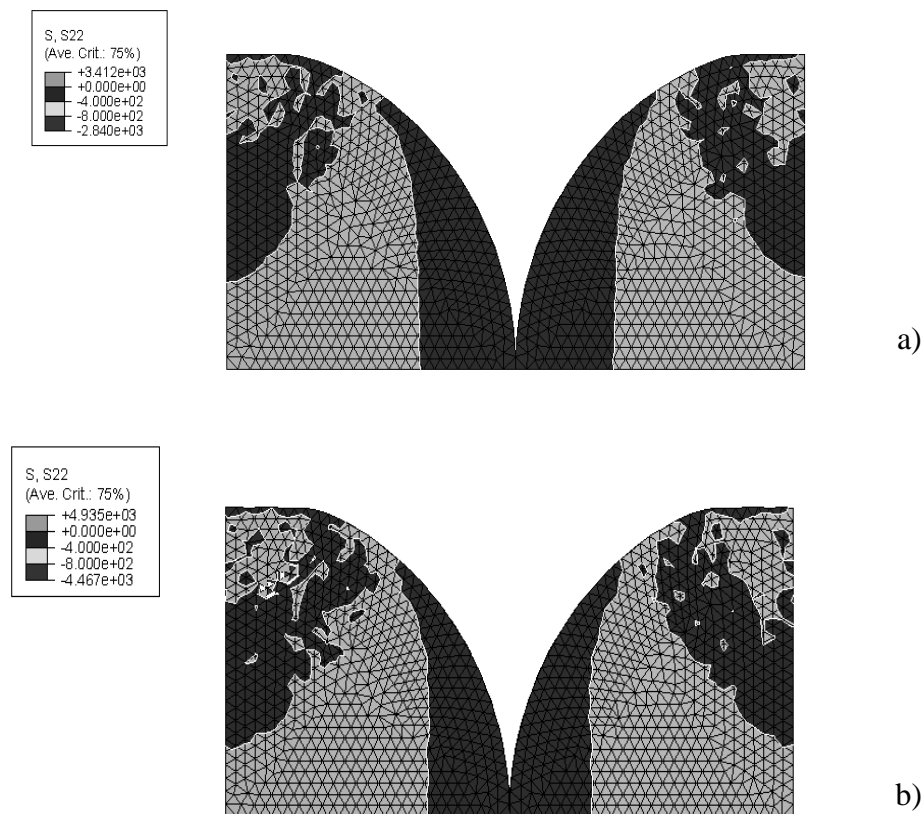 S, S22
(Ave. Crit.: 75%)
+3.412e+03
+0.000e+00
-4.000e+02
-8.000e+02
-2.840e+03
a)
S, S22
(Ave. Crit.: 75%)
+4.935e+03
+0.000e+00
-4.000e+02
-8.000e+02
-4.467e+03
b)